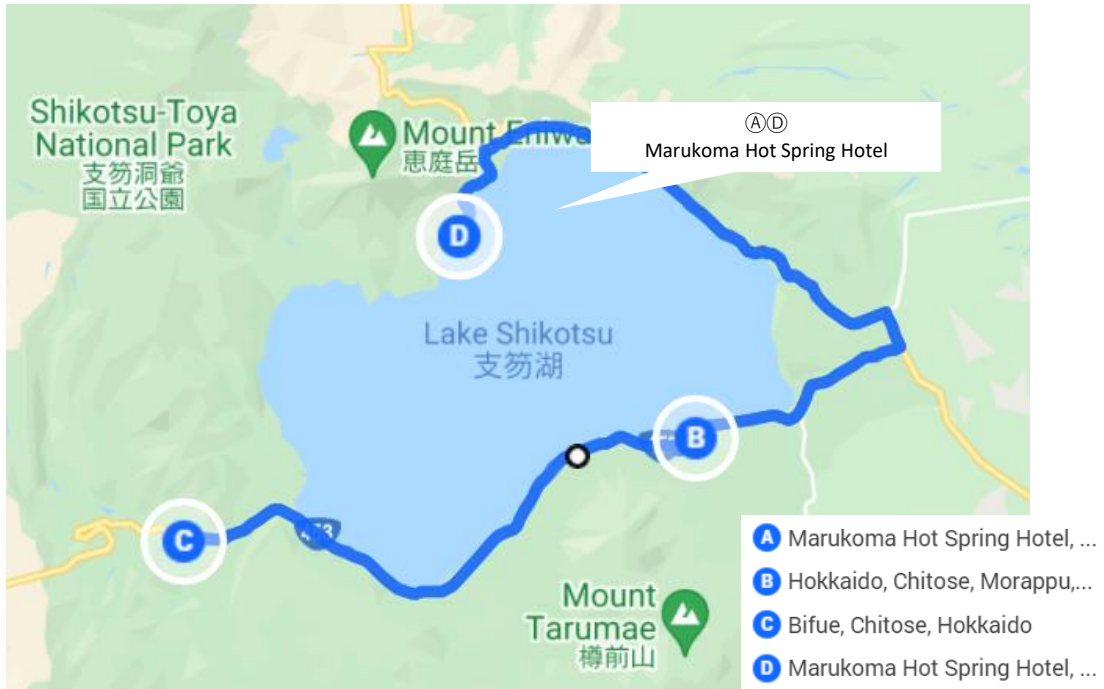 Shikotsu-Toya
National Park
支笏洞爺
国立公園
Mount Eniwa
恵庭岳
ⒶⒹ
Marukoma Hot Spring Hotel
D
Lake Shikotsu
支笏湖
B
C
453
Mount
Tarumae
樽前山
A Marukoma Hot Spring Hotel, ...
B Hokkaido, Chitose, Morappu,...
C Bifue, Chitose, Hokkaido
D Marukoma Hot Spring Hotel, ...